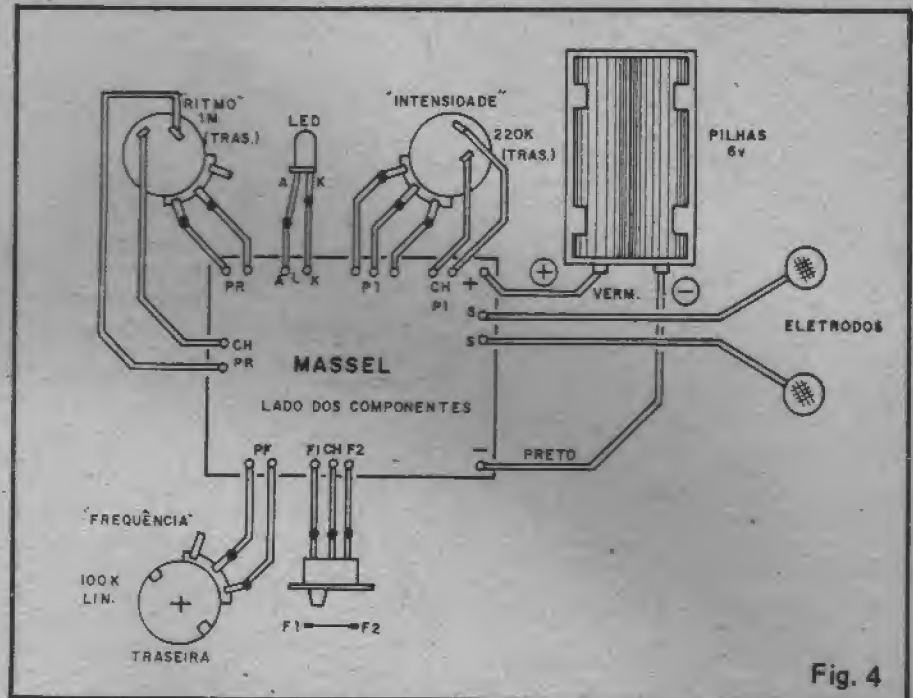 "RITMO"
1M
(TRAS.)
LED
A K
"INTENSIDADE"
220K
(TRAS.)
PILHAS
6v
PR
A L K
P1
CH
P1
+
+
VERM.
-
S
S
ELETRODOS
CH
PR
MASSEL
LADO DOS COMPONENTES
PF
F1 CH F2
-
PRETO
"FREQUÊNCIA"
100K
LIN.
+
TRASEIRA
F1 F2
Fig. 4